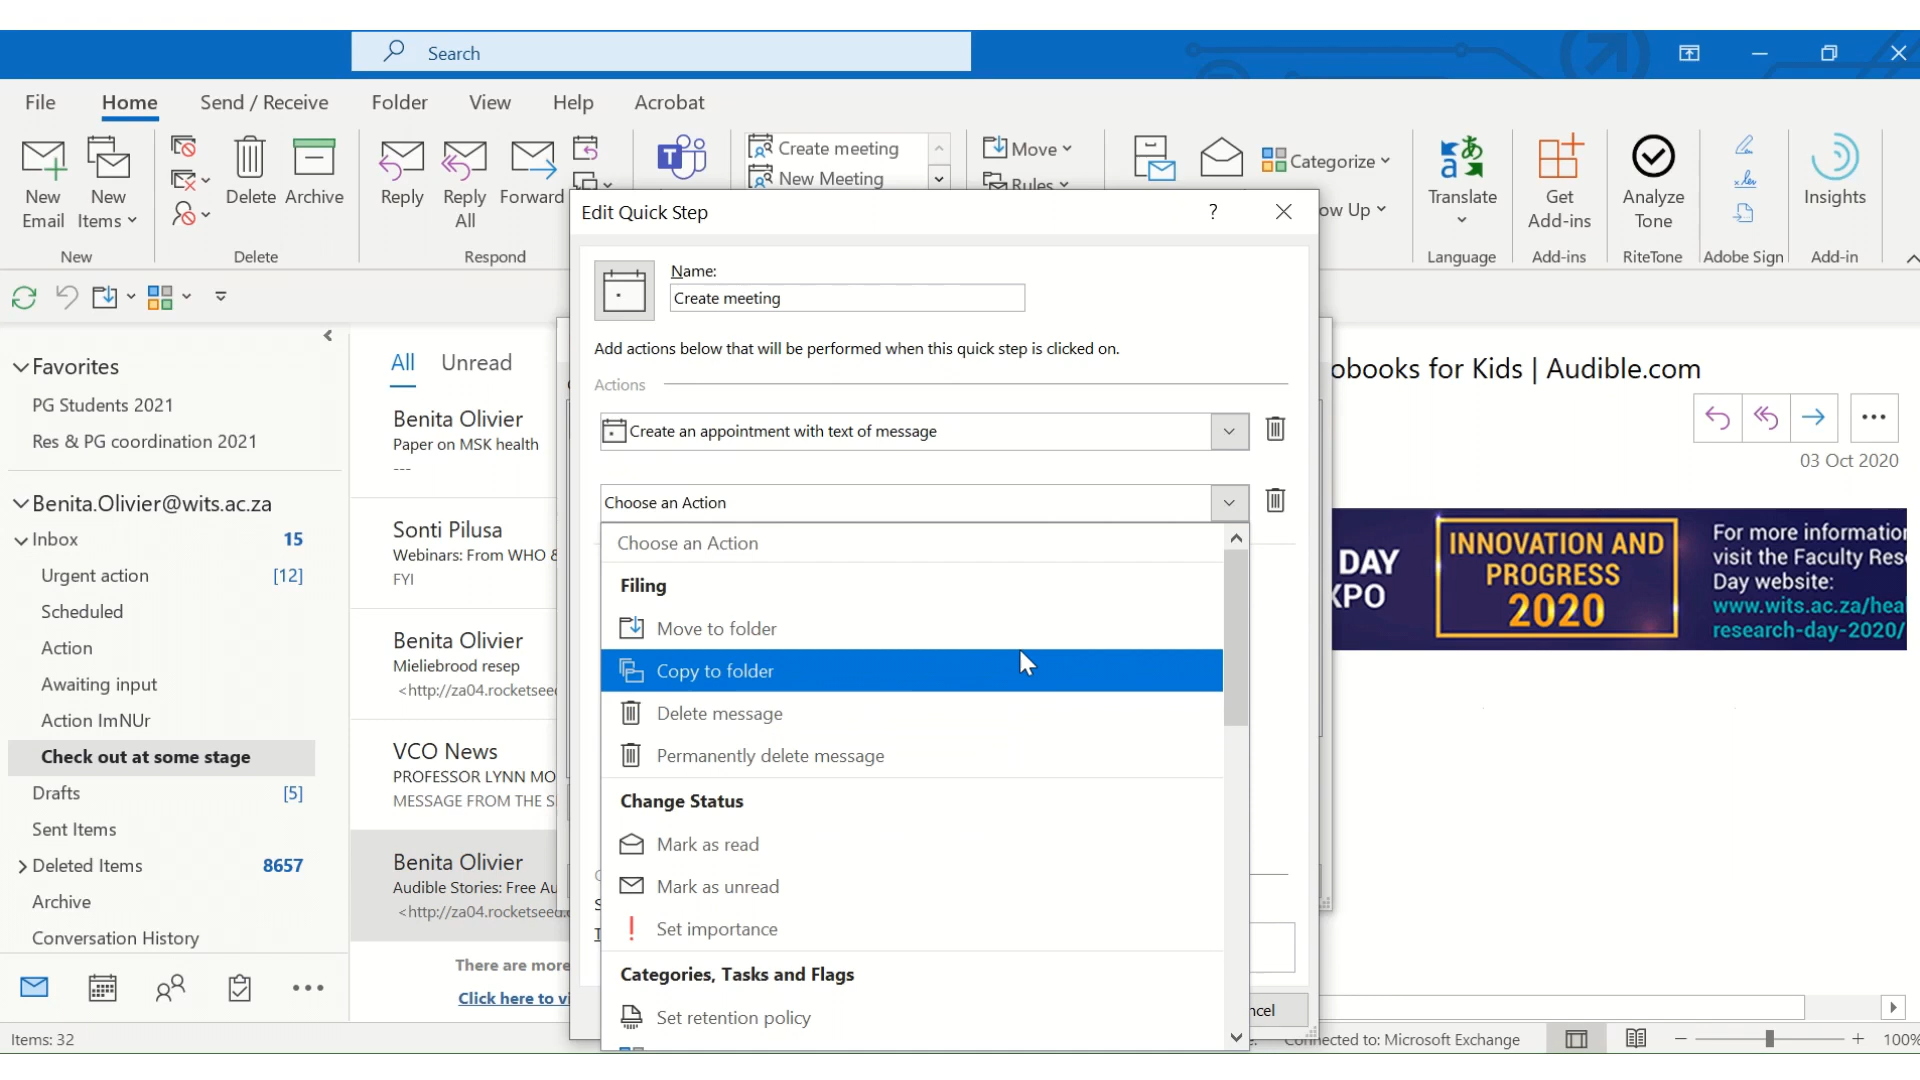 Search
File
Home
Send / Receive
Folder
View
Help
Acrobat
New
Email
New
Items
Delete
Archive
Reply
Reply
All
Forward
Create meeting
New Meeting
Move
Rules
Categorize
ow Up
Translate
Get
Add-ins
Analyze
Tone
Insights
New
Delete
Respond
Language
Add-ins
RiteTone
Adobe Sign
Add-in
Edit Quick Step
?
Name:
Create meeting
Add actions below that will be performed when this quick step is clicked on.
Actions
Create an appointment with text of message
Choose an Action
Choose an Action
Filing
Move to folder
Copy to folder
Delete message
Permanently delete message
Change Status
Mark as read
Mark as unread
Set importance
Categories, Tasks and Flags
Set retention policy
ncel
Favorites
PG Students 2021
Res & PG coordination 2021
Benita.Olivier@wits.ac.za
Inbox 15
Urgent action [12]
Scheduled
Action
Awaiting input
Action ImNUr
Check out at some stage
Drafts [5]
Sent Items
Deleted Items 8657
Archive
Conversation History
Items: 32
All
Unread
Benita Olivier
Paper on MSK health
---
Sonti Pilusa
Webinars: From WHO &
FYI
Benita Olivier
Mieliebrood resep
<http://za04.rocketsee
VCO News
PROFESSOR LYNN MO
MESSAGE FROM THE S
Benita Olivier
Audible Stories: Free Au
<http://za04.rocketseed.
There are more
Click here to vi
obooks for Kids | Audible.com
03 Oct 2020
DAY
XPO
INNOVATION AND
PROGRESS
2020
For more information
visit the Faculty Res
Day website:
www.wits.ac.za/heal
research-day-2020/
Connected to: Microsoft Exchange
100%